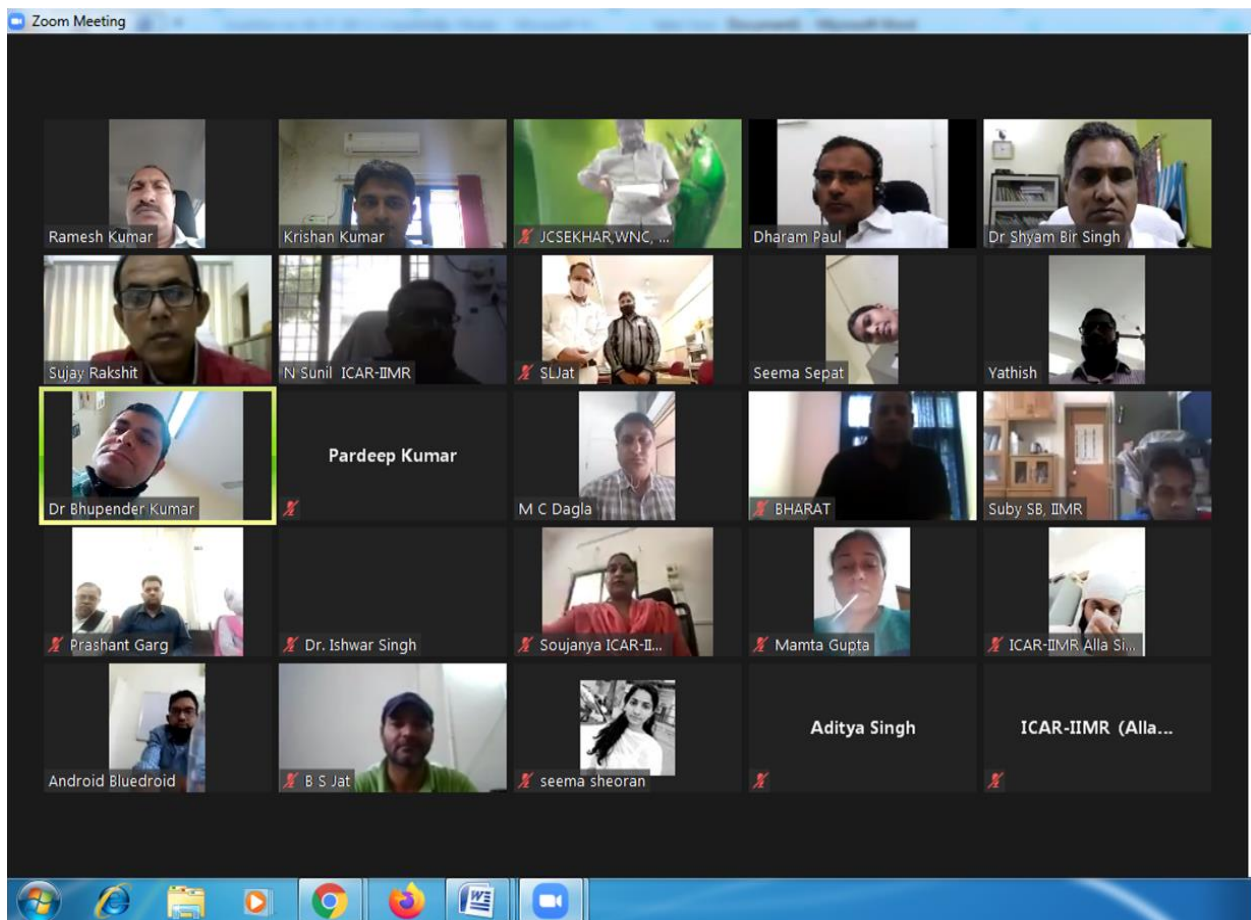 Zoom Meeting
Ramesh Kumar
Krishan Kumar
JCSEKHAR,WNC, ...
Dharam Paul
Dr Shyam Bir Singh
Sujay Rakshit
N Sunil ICAR-IIMR
SLJat
Seema Sepat
Yathish
Dr Bhupender Kumar
Pardeep Kumar
M C Dagla
BHARAT
Suby SB, IIMR
Prashant Garg
Dr. Ishwar Singh
Soujanya ICAR-II...
Mamta Gupta
ICAR-IIMR Alla Si...
Android Bluedroid
B S Jat
seema sheoran
Aditya Singh
ICAR-IIMR (Alla...